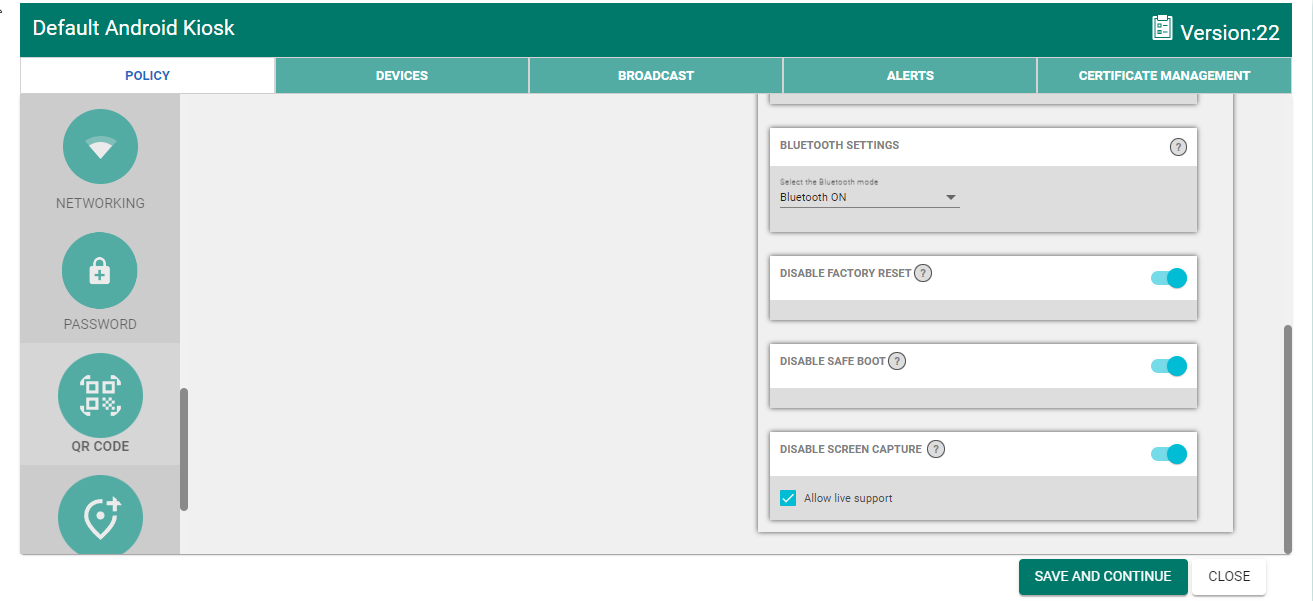 Default Android Kiosk
Version:22
POLICY
DEVICES
BROADCAST
ALERTS
CERTIFICATE MANAGEMENT
NETWORKING
PASSWORD
QR CODE
BLUETOOTH SETTINGS
?
Select the Bluetooth mode
Bluetooth ON
DISABLE FACTORY RESET ?
DISABLE SAFE BOOT ?
DISABLE SCREEN CAPTURE ?
Allow live support
SAVE AND CONTINUE
CLOSE